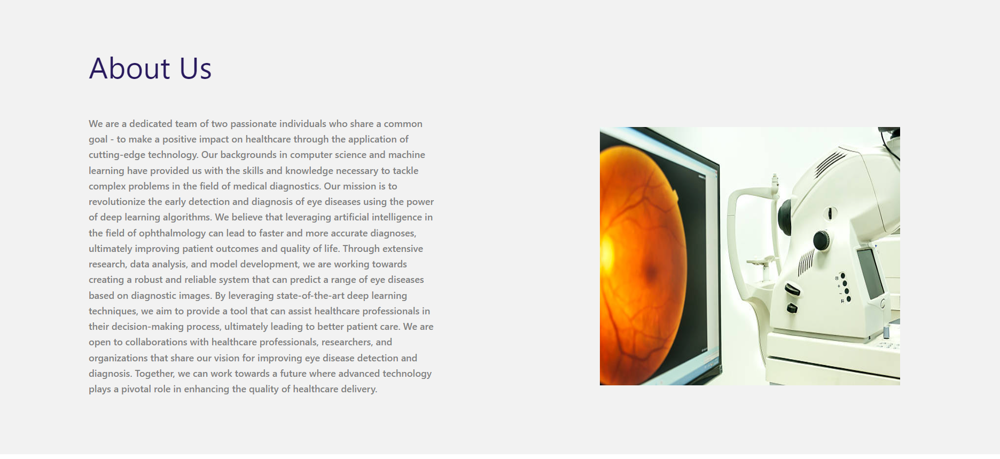 About Us
We are a dedicated team of two passionate individuals who share a common
goal - to make a positive impact on healthcare through the application of
cutting-edge technology. Our backgrounds in computer science and machine
learning have provided us with the skills and knowledge necessary to tackle
complex problems in the field of medical diagnostics. Our mission is to
revolutionize the early detection and diagnosis of eye diseases using the power
of deep learning algorithms. We believe that leveraging artificial intelligence in
the field of ophthalmology can lead to faster and more accurate diagnoses,
ultimately improving patient outcomes and quality of life. Through extensive
research, data analysis, and model development, we are working towards
creating a robust and reliable system that can predict a range of eye diseases
based on diagnostic images. By leveraging state-of-the-art deep learning
techniques, we aim to provide a tool that can assist healthcare professionals in
their decision-making process, ultimately leading to better patient care. We are
open to collaborations with healthcare professionals, researchers, and
organizations that share our vision for improving eye disease detection and
diagnosis. Together, we can work towards a future where advanced technology
plays a pivotal role in enhancing the quality of healthcare delivery.